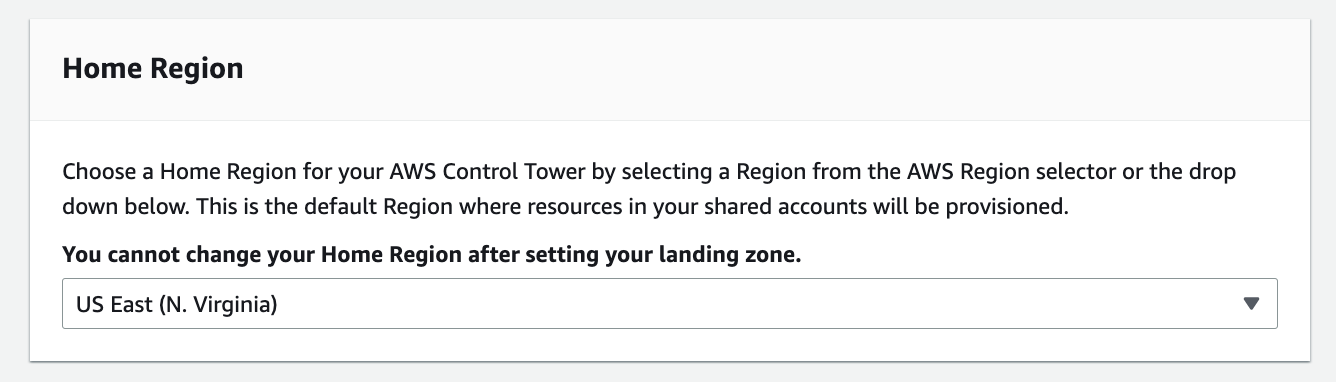 Home Region
Choose a Home Region for your AWS Control Tower by selecting a Region from the AWS Region selector or the drop
down below. This is the default Region where resources in your shared accounts will be provisioned.
You cannot change your Home Region after setting your landing zone.
US East (N. Virginia)